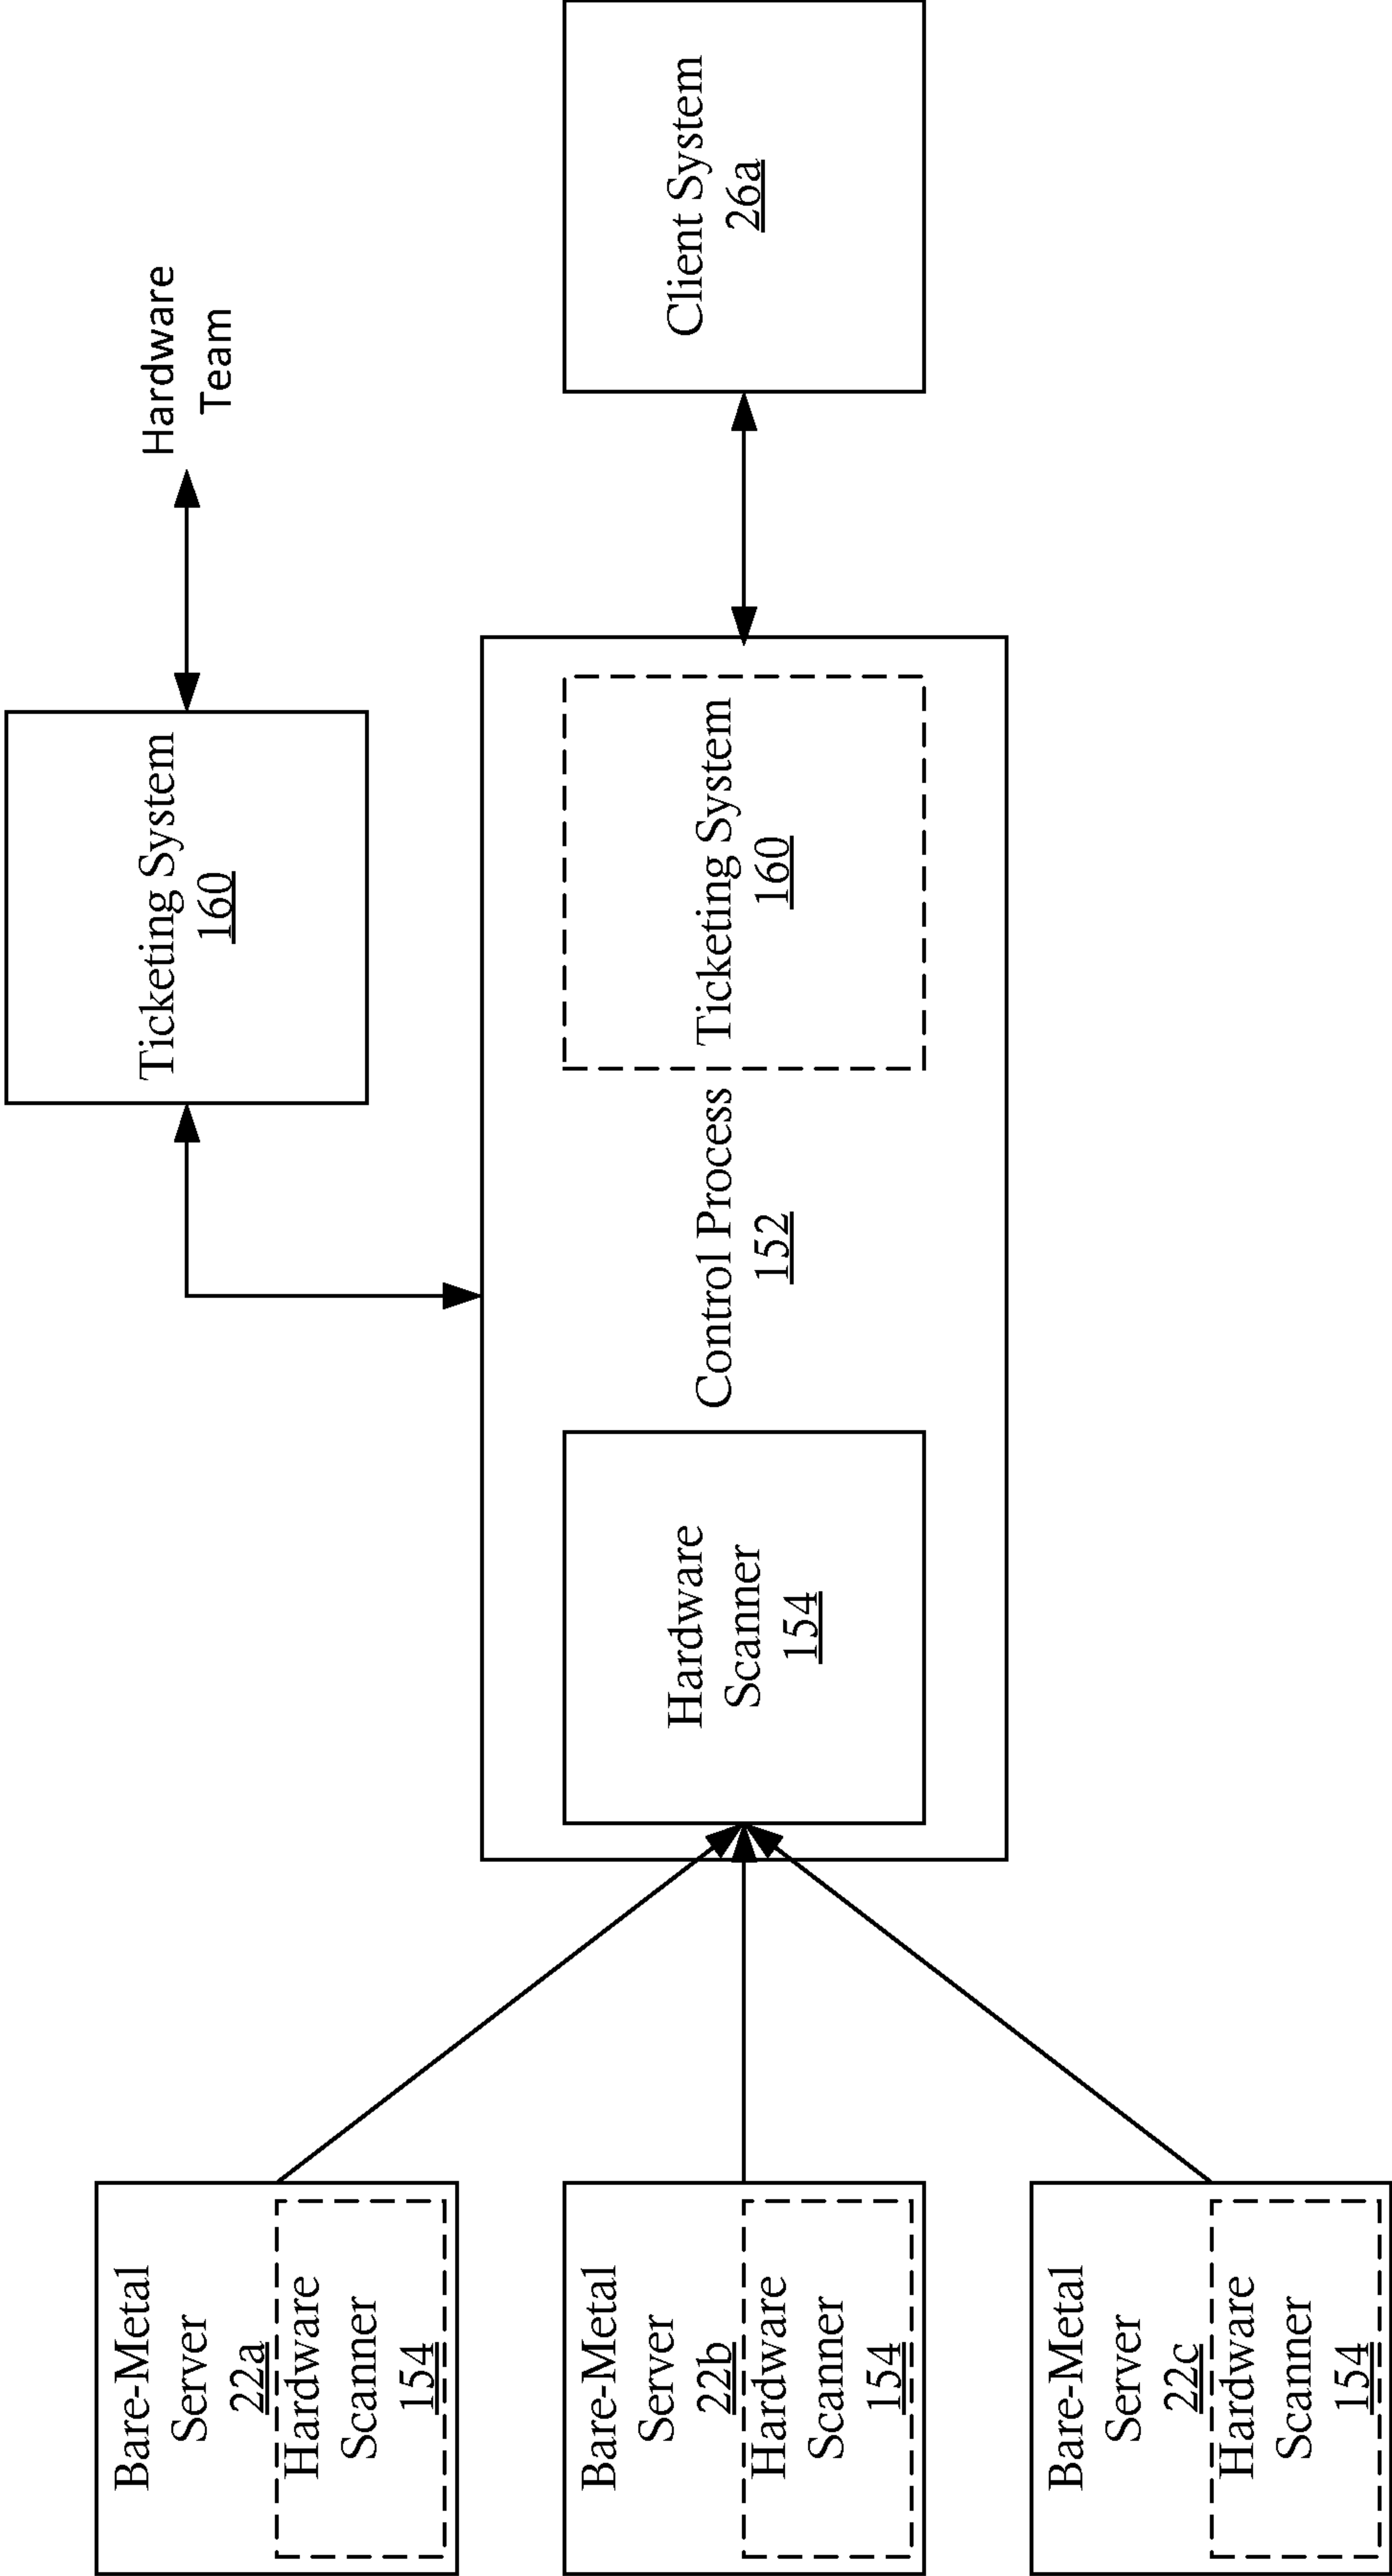 Ticketing System
160
Hardware
Team
Bare-Metal
Server
22a
Hardware
Scanner
154
Bare-Metal
Server
22b
Hardware
Scanner
154
Bare-Metal
Server
22c
Hardware
Scanner
154
Hardware
Scanner
154
Control Process
152
Ticketing System
160
Client System
26a